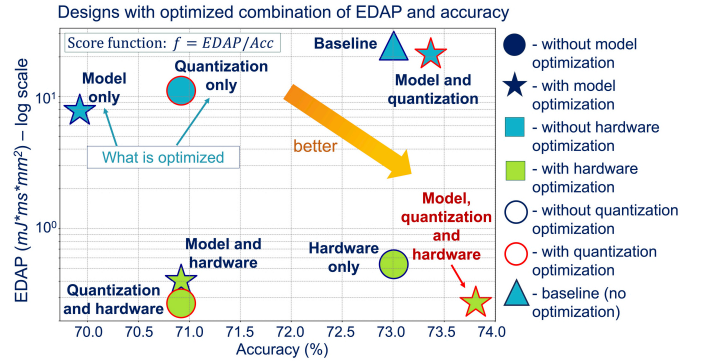 Designs with optimized combination of EDAP and accuracy
Score function: f = EDAP/Acc
EDAP (mJ*ms*mm²) – log scale
10¹
10⁰
Model
only
Quantization
only
What is optimized
Baseline
Model and
quantization
better
Model and
hardware
Quantization
and hardware
Hardware
only
Model,
quantization
and
hardware
70.0 70.5 71.0 71.5 72.0 72.5 73.0 73.5 74.0
Accuracy (%)
- without model
optimization
- with model
optimization
- without hardware
optimization
- with hardware
optimization
- without quantization
optimization
- with quantization
optimization
- baseline (no
optimization)